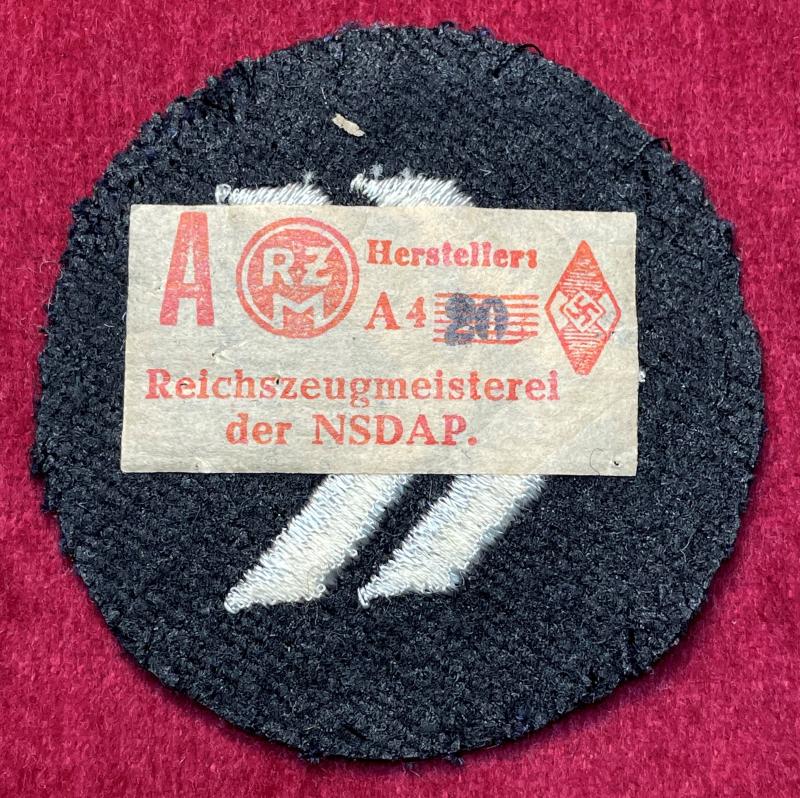 A RZM Hersteller:
A4 20
Reichszeugmeisterei
der NSDAP.